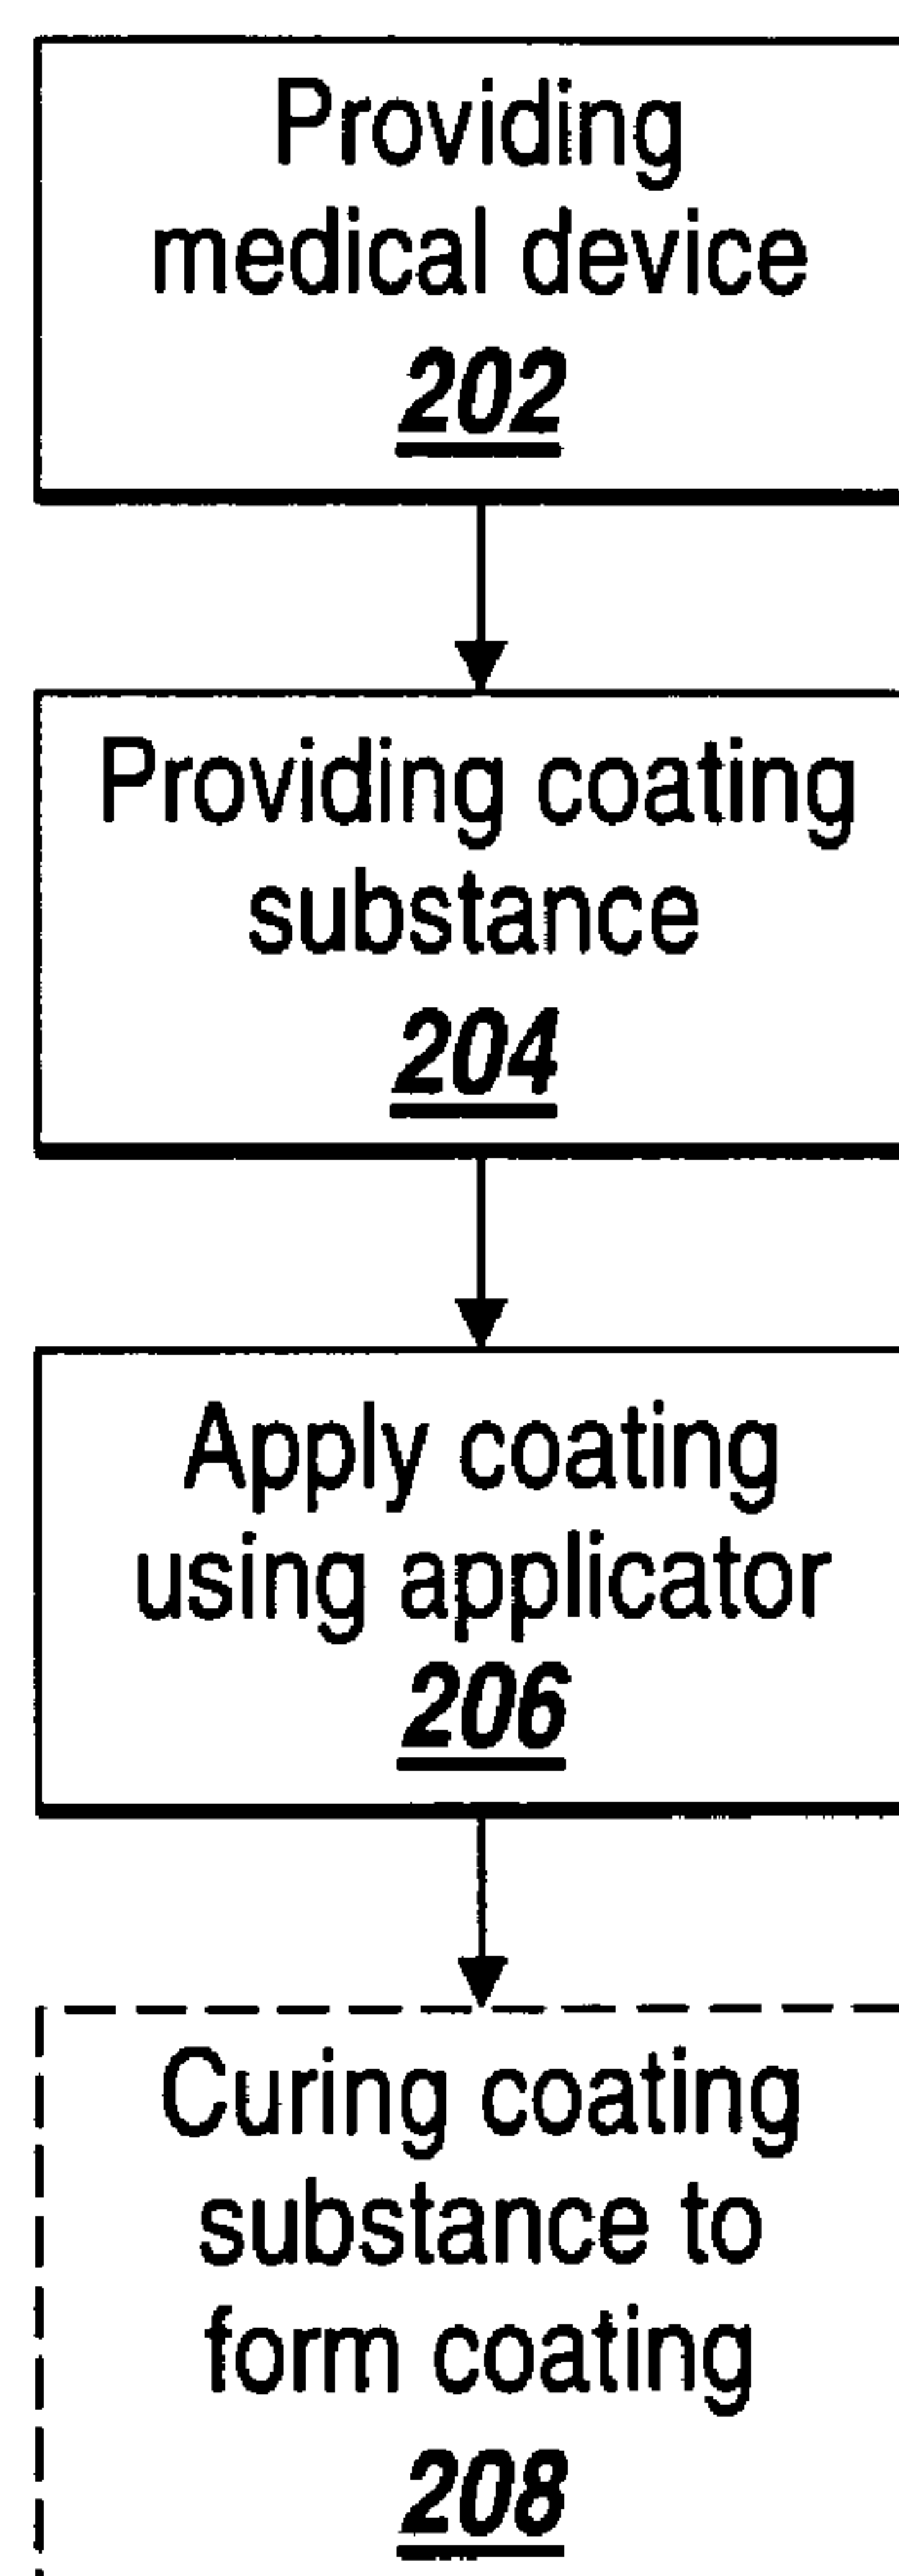 Providing
medical device
202
Providing coating
substance
204
Apply coating
using applicator
206
Curing coating
substance to
form coating
208